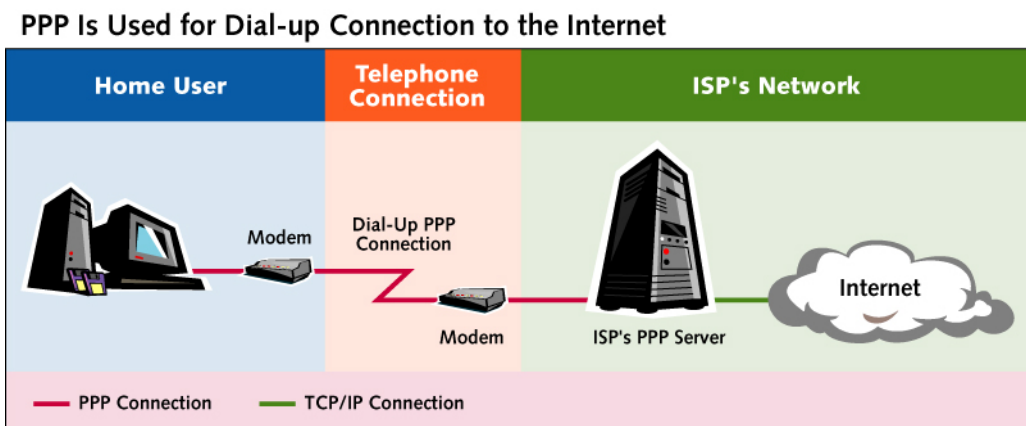 PPP Is Used for Dial-up Connection to the Internet
Home User
Telephone
Connection
ISP's Network
Modem
Dial-Up PPP
Connection
Modem
ISP's PPP Server
Internet
PPP Connection
TCP/IP Connection